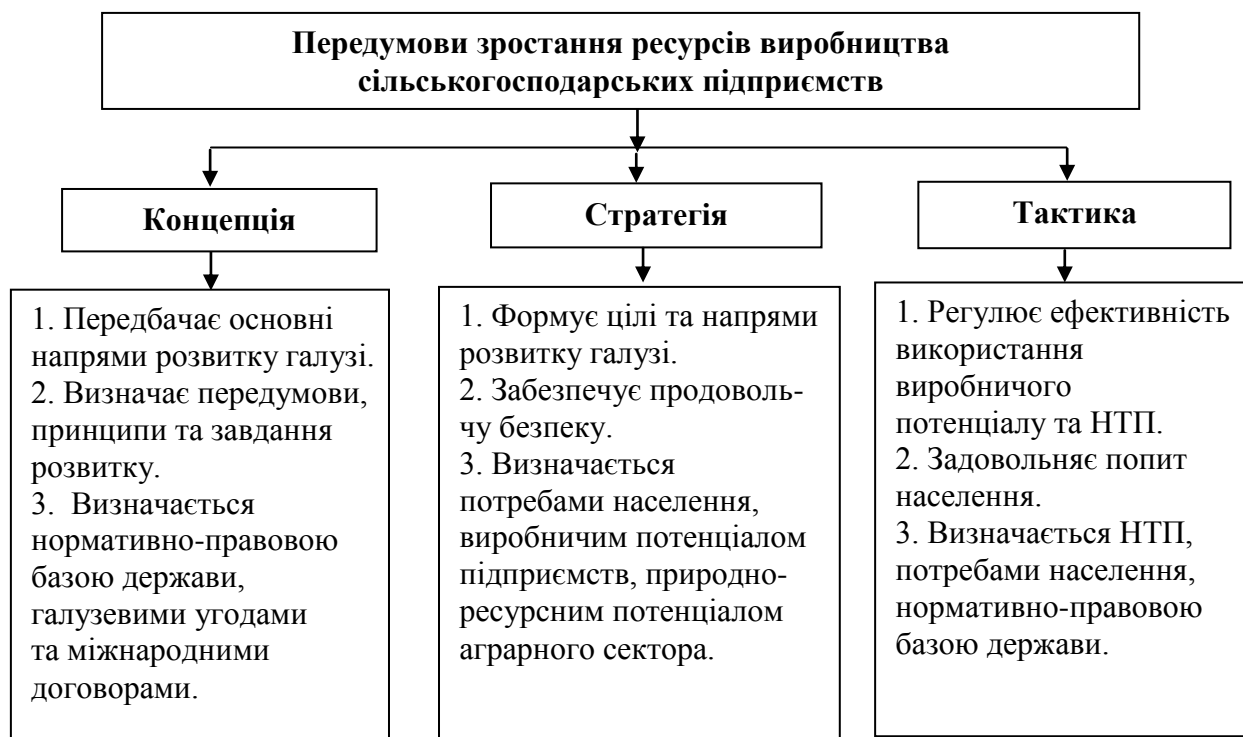 Передумови зростання ресурсів виробництва
сільськогосподарських підприємств
Концепція
Стратегія
Тактика
1. Передбачає основні
напрями розвитку галузі.
2. Визначає передумови,
принципи та завдання
розвитку.
3. Визначається
нормативно-правовою
базою держави,
галузевими угодами
та міжнародними
договорами.
1. Формує цілі та напрями
розвитку галузі.
2. Забезпечує продоволь-
чу безпеку.
3. Визначається
потребами населення,
виробничим потенціалом
підприємств, природно-
ресурсним потенціалом
аграрного сектора.
1. Регулює ефективність
використання
виробничого
потенціалу та НТП.
2. Задовольняє попит
населення.
3. Визначається НТП,
потребами населення,
нормативно-правовою
базою держави.